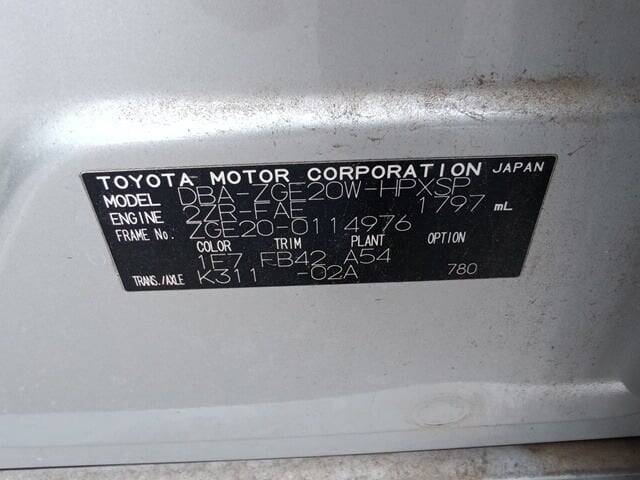 TOYOTA MOTOR CORPORATION JAPAN
MODEL DBA-ZGE20W-HPXSP
ENGINE 2ZR-FAE 1797 mL
FRAME No. ZGE20-0114976
COLOR TRIM PLANT OPTION
1F7 FB42 A54
TRANS./AXLE K311 -02A 780